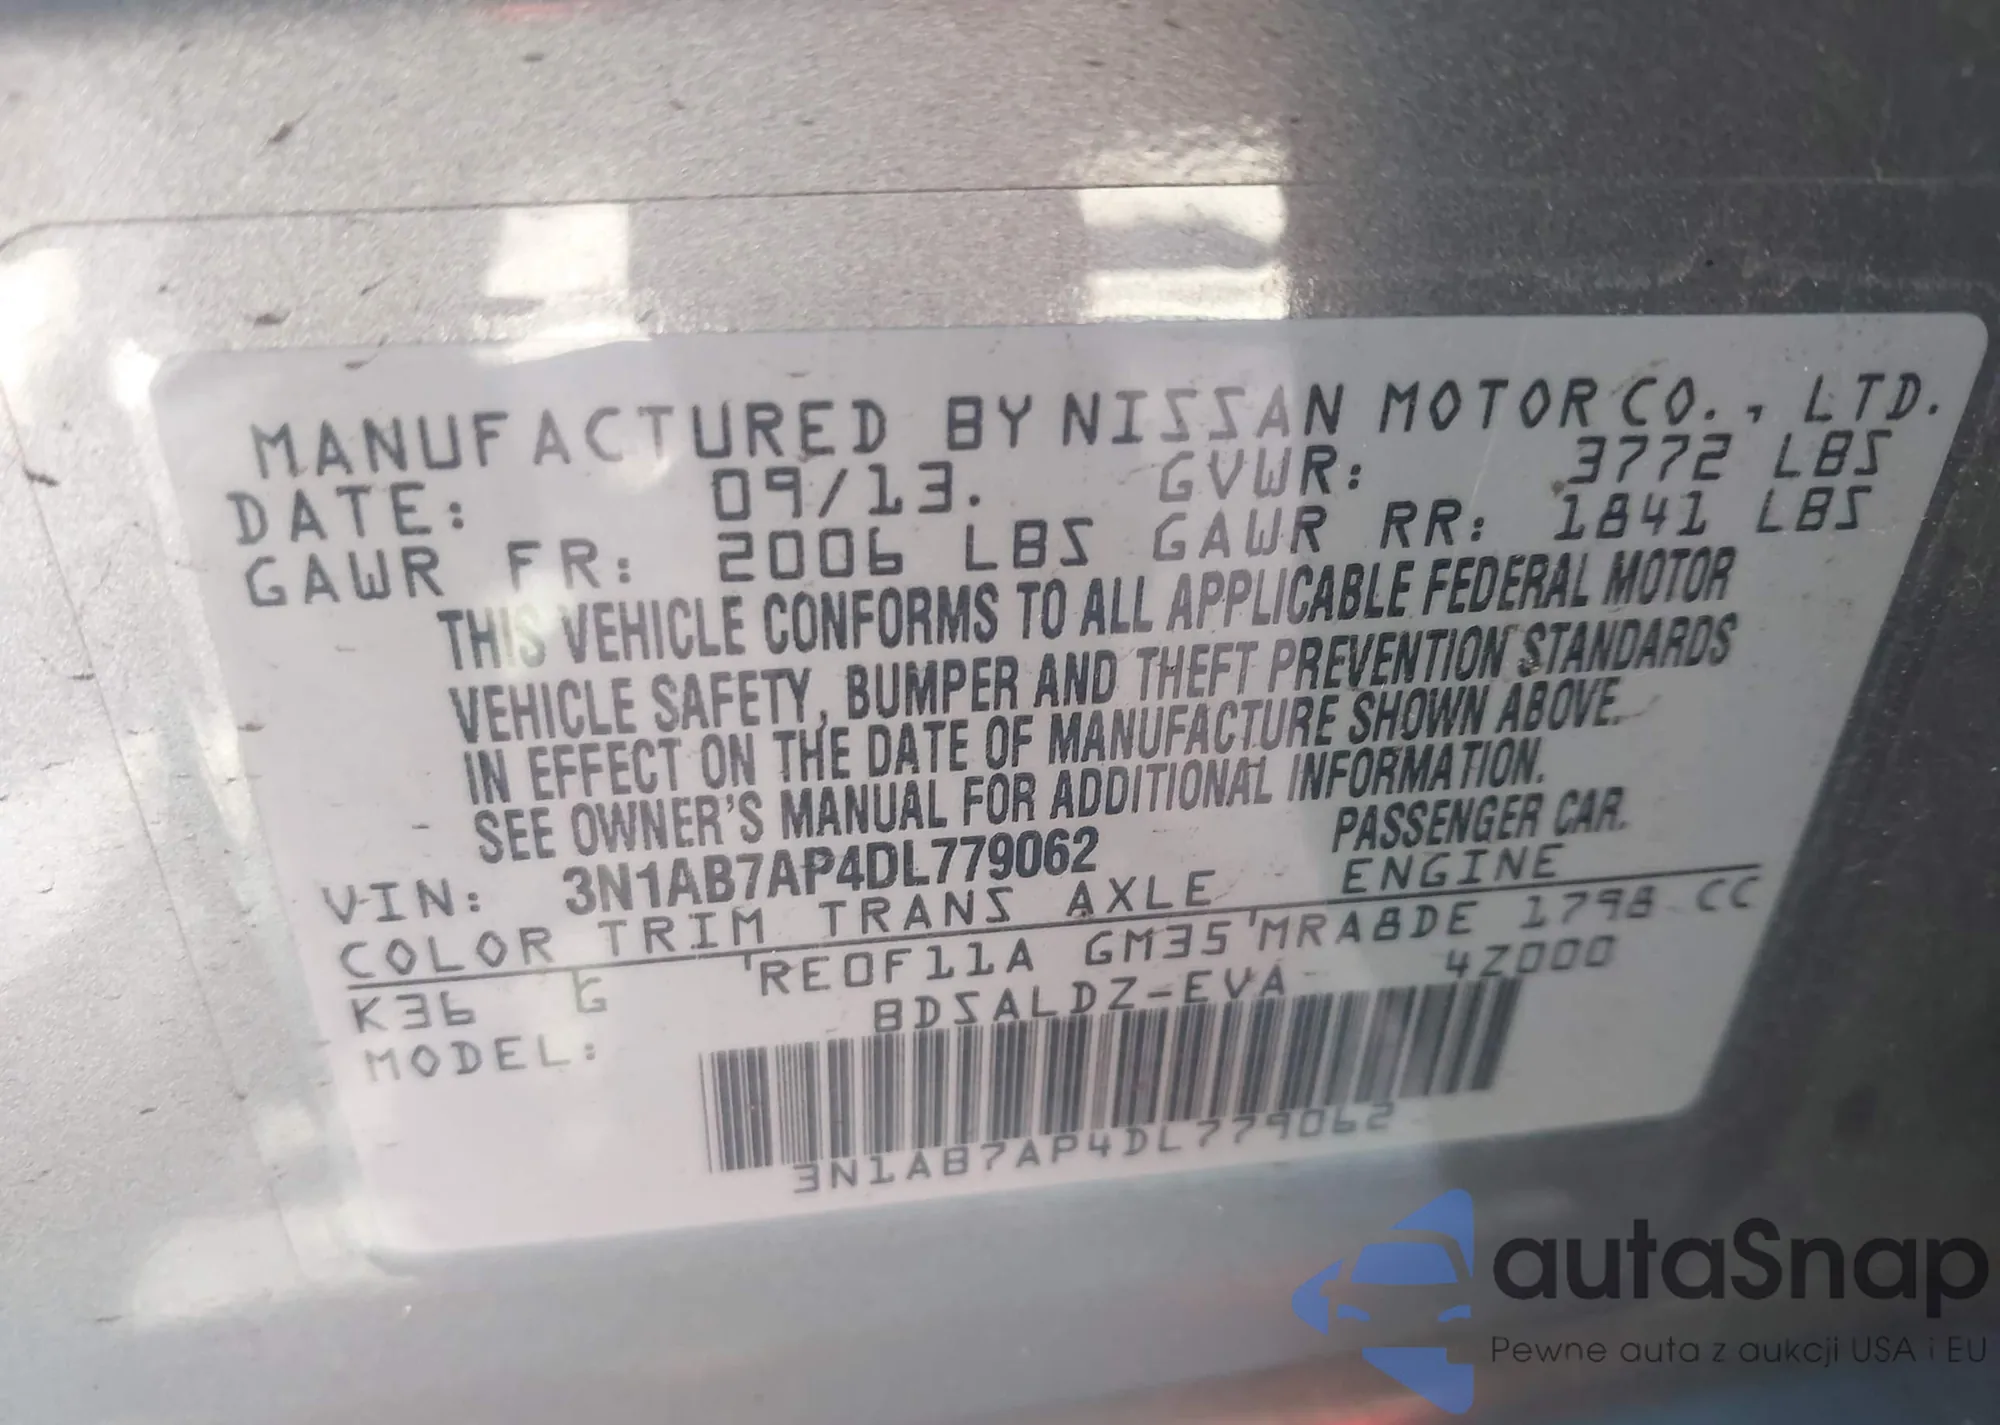 MANUFACTURED BY NISSAN MOTOR CO., LTD.
DATE: 09/13. GVWR: 3772 LBS
GAWR FR: 2006 LBS GAWR RR: 1841 LBS
THIS VEHICLE CONFORMS TO ALL APPLICABLE FEDERAL MOTOR
VEHICLE SAFETY, BUMPER AND THEFT PREVENTION STANDARDS
IN EFFECT ON THE DATE OF MANUFACTURE SHOWN ABOVE.
SEE OWNER'S MANUAL FOR ADDITIONAL INFORMATION.
VIN: 3N1AB7AP4DL779062 PASSENGER CAR.
COLOR TRIM TRANS AXLE ENGINE
K36 G RE0F11A GM35 MRA8DE 1798 CC
MODEL: BDSALDZ-EVA- 4Z000
3N1AB7AP4DL779062
autaSnap
Pewne auta z aukcji USA i EU